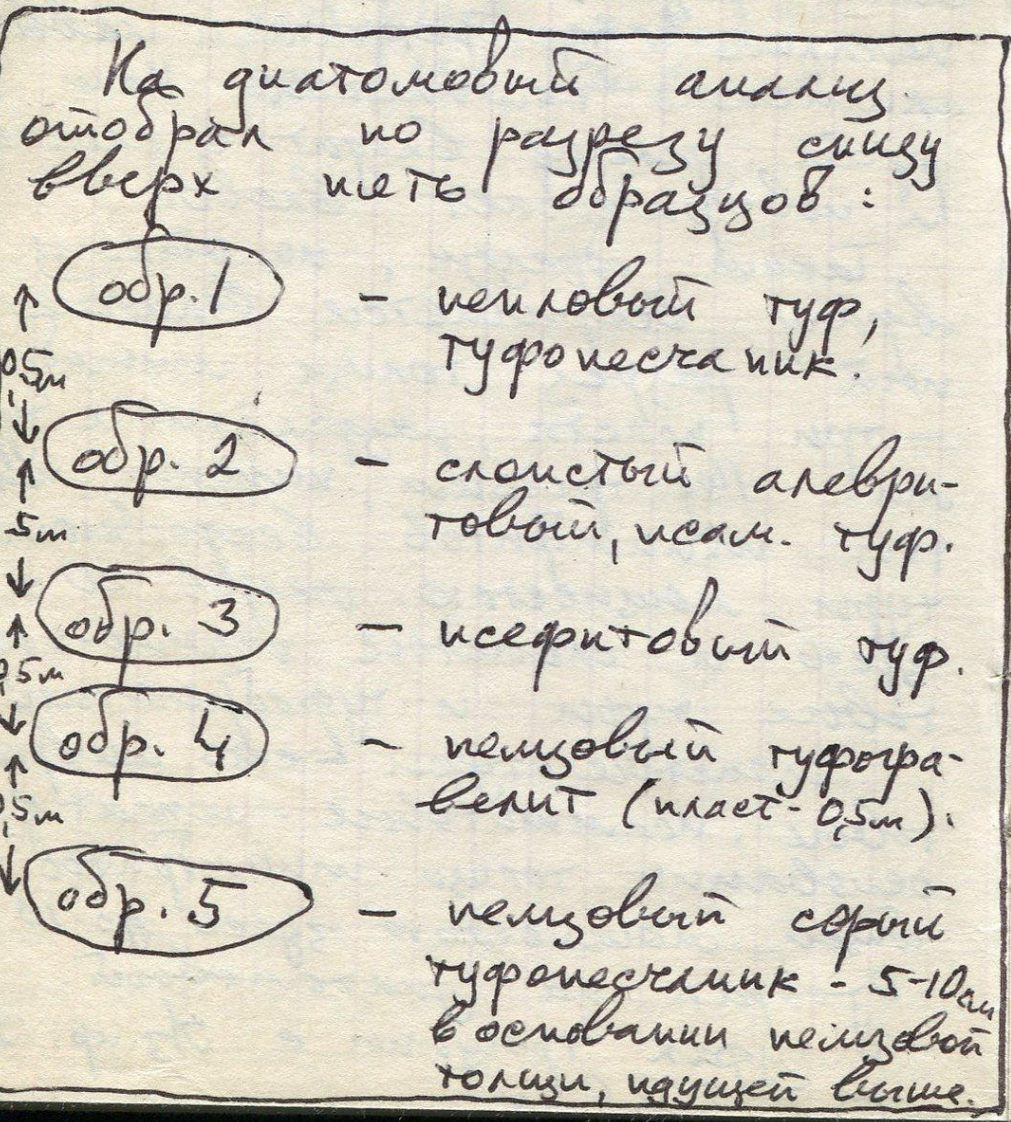 На диатомовый анализ
отобрал по разрезу снизу
вверх пять образцов:
обр. 1 - пепловый туф,
туфопесчаник.
0,5м
обр. 2 - слоистый алеври-
товый, псам. туф.
5м
обр. 3 - псефитовый туф.
0,5м
обр. 4 - пемзовый туфогра-
велит (пласт - 0,5м).
0,5м
обр. 5 - пемзовый серый
туфопесчаник - 5-10см
в основании пемзовой
толщи, идущей выше.